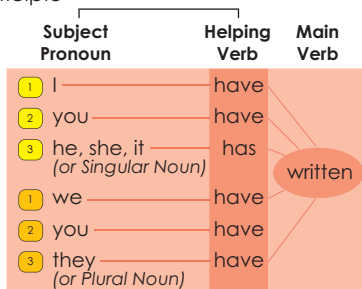 Subject Helping Main
Pronoun Verb Verb
1 I have
2 you have
3 he, she, it has
(or Singular Noun)
written
1 we have
2 you have
3 they have
(or Plural Noun)